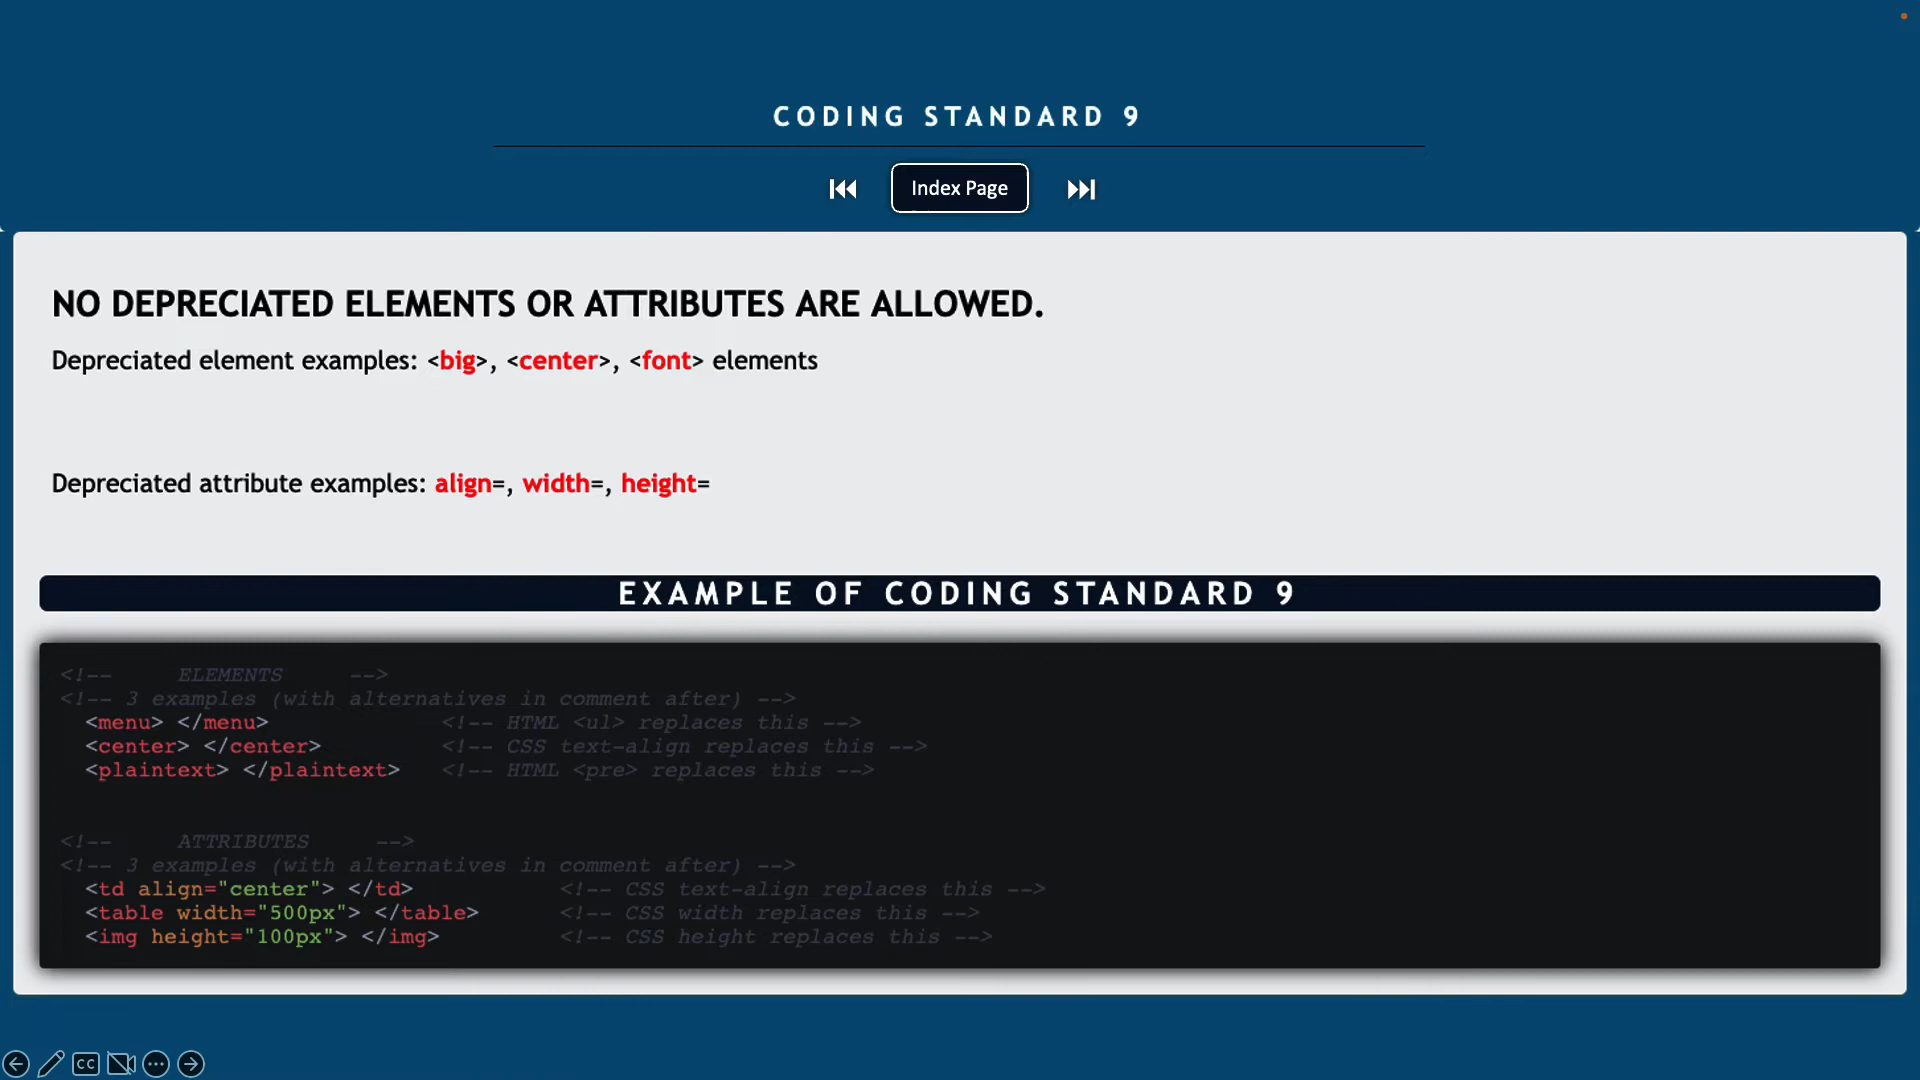 CODING STANDARD 9
Index Page
NO DEPRECIATED ELEMENTS OR ATTRIBUTES ARE ALLOWED.
Depreciated element examples: <big>, <center>, <font> elements
Depreciated attribute examples: align=, width=, height=
EXAMPLE OF CODING STANDARD 9
<!--     ELEMENTS     -->
<!-- 3 examples (with alternatives in comment after) -->
<menu> </menu>             <!-- HTML <ul> replaces this -->
<center> </center>         <!-- CSS text-align replaces this -->
<plaintext> </plaintext>   <!-- HTML <pre> replaces this -->
<!--     ATTRIBUTES     -->
<!-- 3 examples (with alternatives in comment after) -->
<td align="center"> </td>           <!-- CSS text-align replaces this -->
<table width="500px"> </table>      <!-- CSS width replaces this -->
<img height="100px"> </img>         <!-- CSS height replaces this -->
CC